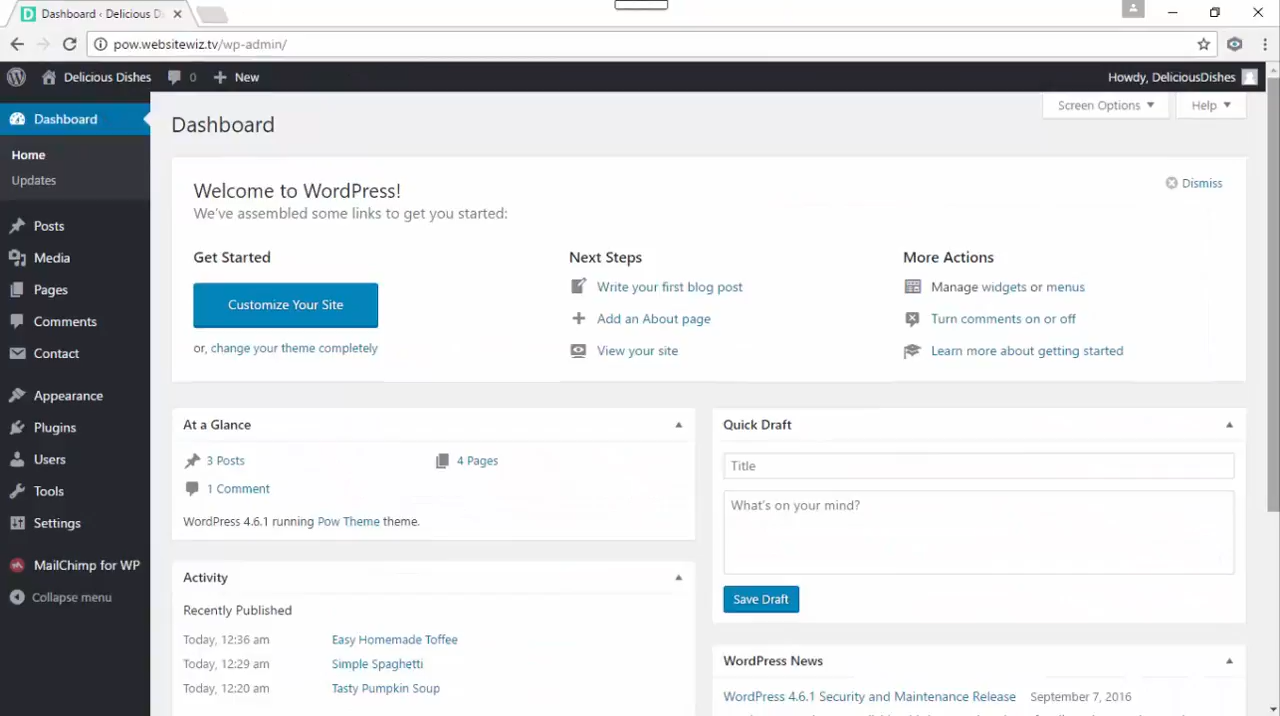 Dashboard ‹ Delicious D
pow.websitewiz.tv/wp-admin/
Delicious Dishes 0 New Howdy, DeliciousDishes
Dashboard
Home
Updates
Posts
Media
Pages
Comments
Contact
Appearance
Plugins
Users
Tools
Settings
MailChimp for WP
Collapse menu
Screen Options Help
Dashboard
Welcome to WordPress!
We've assembled some links to get you started:
Dismiss
Get Started
Customize Your Site
or, change your theme completely
Next Steps
Write your first blog post
Add an About page
View your site
More Actions
Manage widgets or menus
Turn comments on or off
Learn more about getting started
At a Glance
3 Posts 4 Pages
1 Comment
WordPress 4.6.1 running Pow Theme theme.
Activity
Recently Published
Today, 12:36 am Easy Homemade Toffee
Today, 12:29 am Simple Spaghetti
Today, 12:20 am Tasty Pumpkin Soup
Quick Draft
Title
What's on your mind?
Save Draft
WordPress News
WordPress 4.6.1 Security and Maintenance Release September 7, 2016